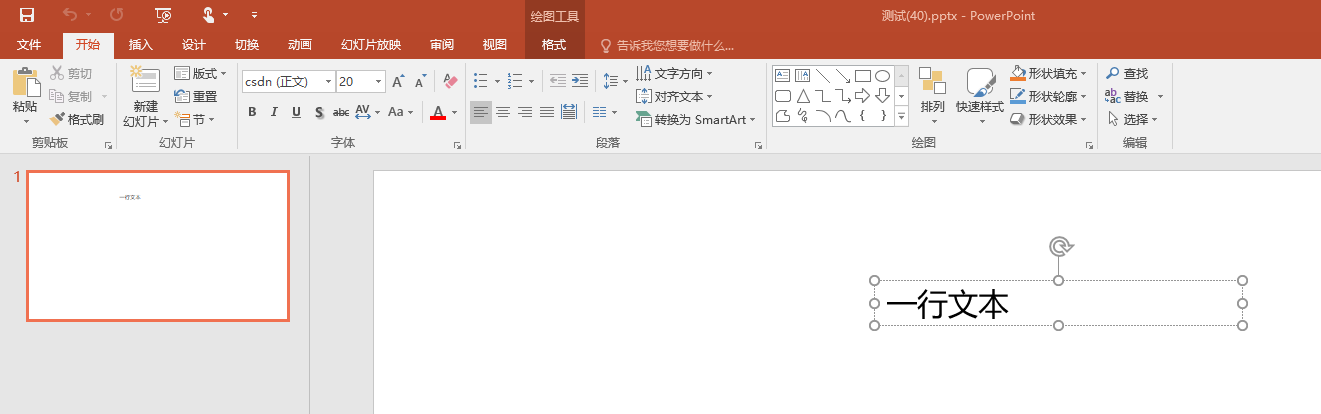 绘图工具
测试(40).pptx - PowerPoint
文件 开始 插入 设计 切换 动画 幻灯片放映 审阅 视图 格式 告诉我您想要做什么...
粘贴
剪切
复制
格式刷
剪贴板
新建
幻灯片
版式
重置
节
幻灯片
csdn (正文) 20
B I U S abc AV Aa A
字体
文字方向
对齐文本
转换为 SmartArt
段落
排列
快速样式
形状填充
形状轮廓
形状效果
绘图
查找
替换
选择
编辑
1
一行文本
一行文本